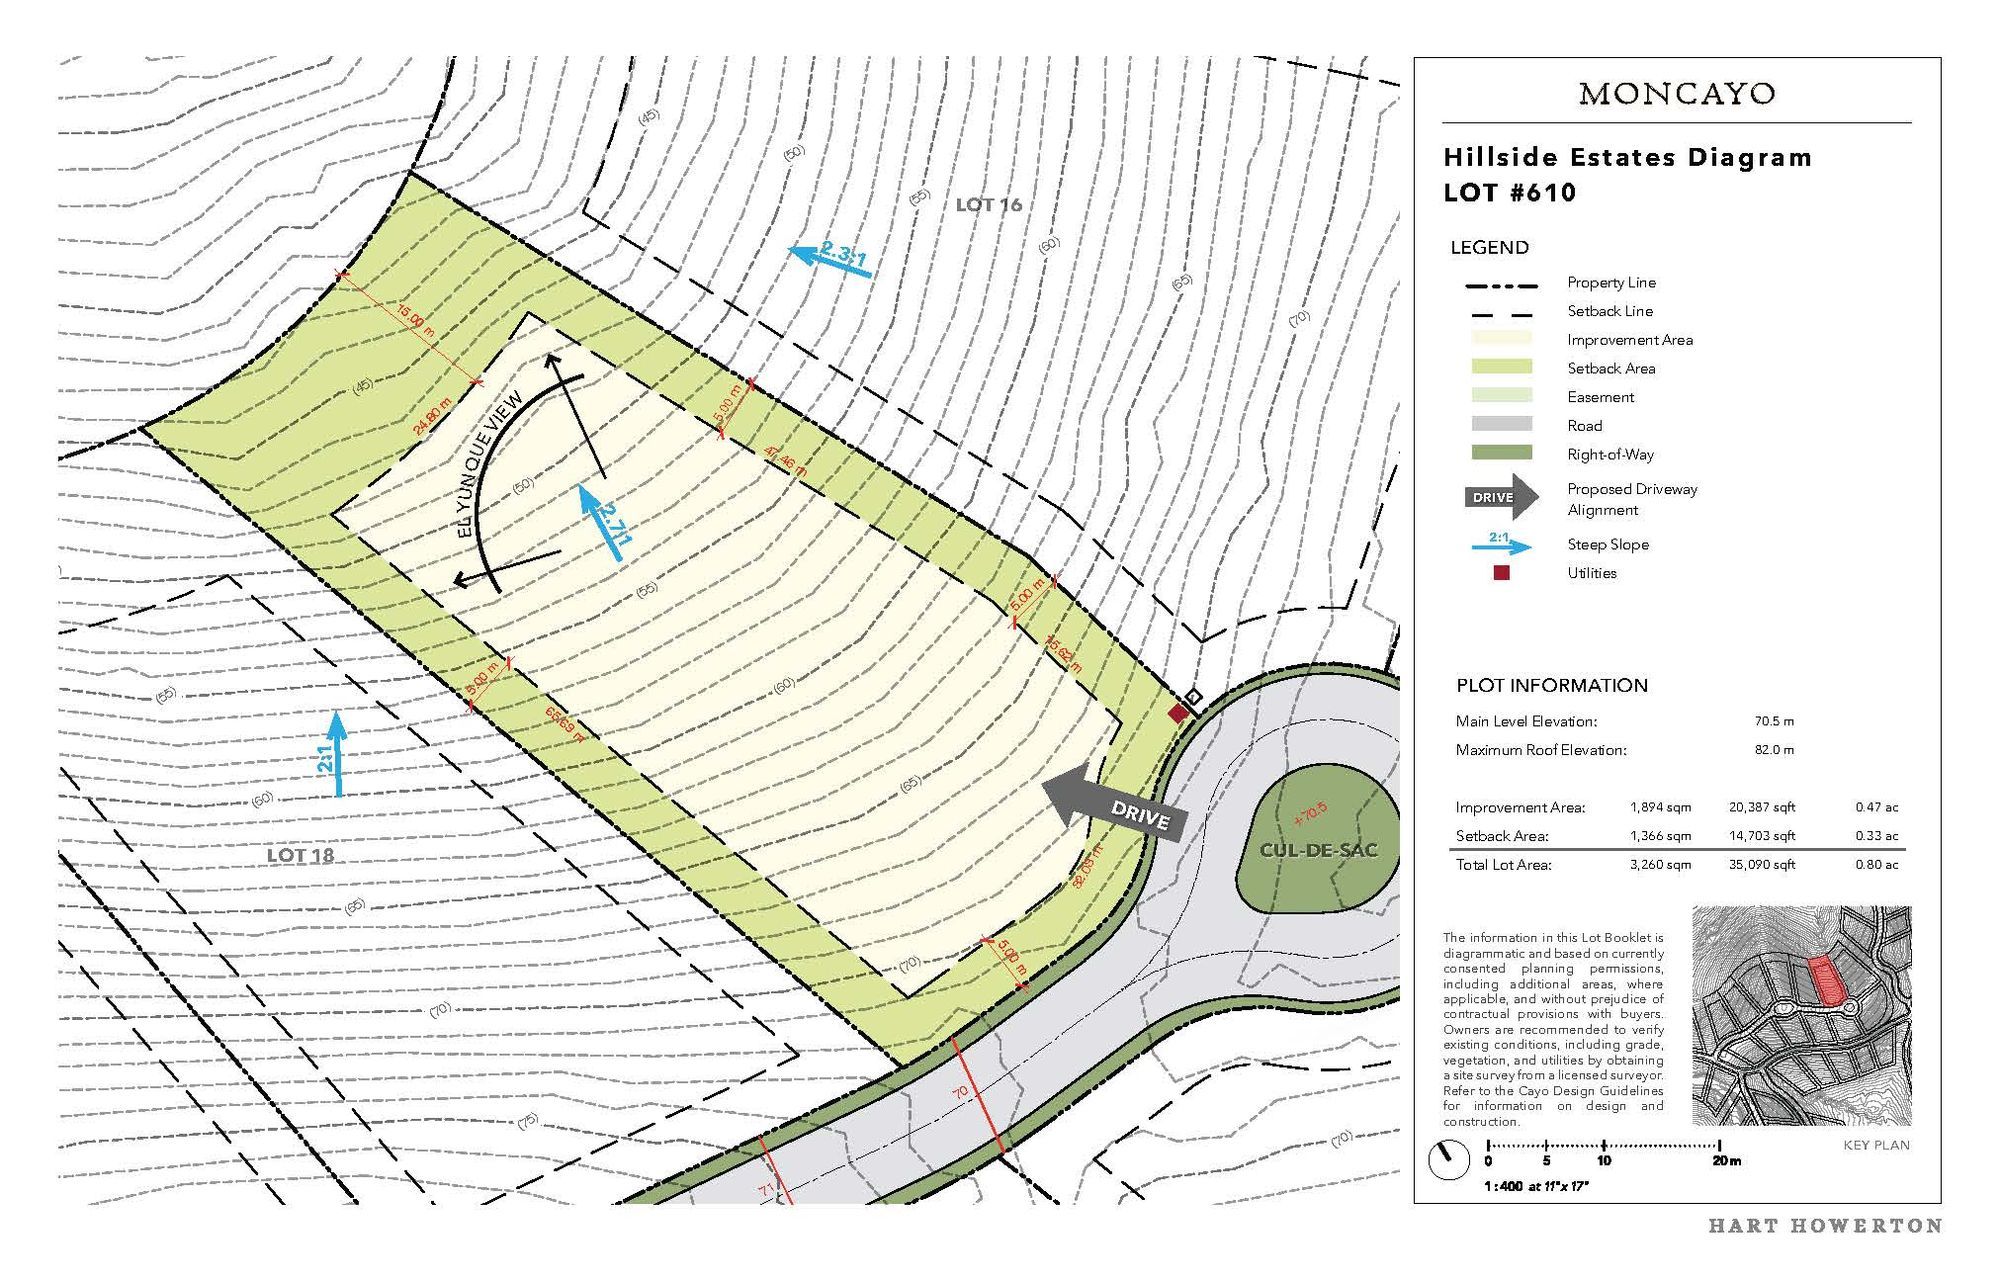 MONCAYO
Hillside Estates Diagram
LOT #610
LEGEND
Property Line
Setback Line
Improvement Area
Setback Area
Easement
Road
Right-of-Way
DRIVE
Proposed Driveway
Alignment
2:1
Steep Slope
Utilities
PLOT INFORMATION
Main Level Elevation: 70.5 m
Maximum Roof Elevation: 82.0 m
Improvement Area: 1,894 sqm 20,387 sqft 0.47 ac
Setback Area: 1,366 sqm 14,703 sqft 0.33 ac
Total Lot Area: 3,260 sqm 35,090 sqft 0.80 ac
The information in this Lot Booklet is
diagrammatic and based on currently
consented planning permissions,
including additional areas, where
applicable, and without prejudice of
contractual provisions with buyers.
Owners are recommended to verify
existing conditions, including grade,
vegetation, and utilities by obtaining
a site survey from a licensed surveyor.
Refer to the Cayo Design Guidelines
for information on design and
construction.
KEY PLAN
0 5 10 20m
1:400 at 11"x 17"
HART HOWERTON
(45)
(50)
(55)
LOT 16
(60)
(65)
(70)
2.3:1
15.00 m
(45)
24.80 m
EL YUNQUE VIEW
5.00 m
47.46 m
(50)
2.7:1
(55)
5.00 m
15.62 m
5.00 m
65.69 m
(60)
(55)
2:1
(60)
LOT 18
(65)
(65)
DRIVE
+70.5
CUL-DE-SAC
(70)
5.00 m
(70)
70
(75)
71
(70)